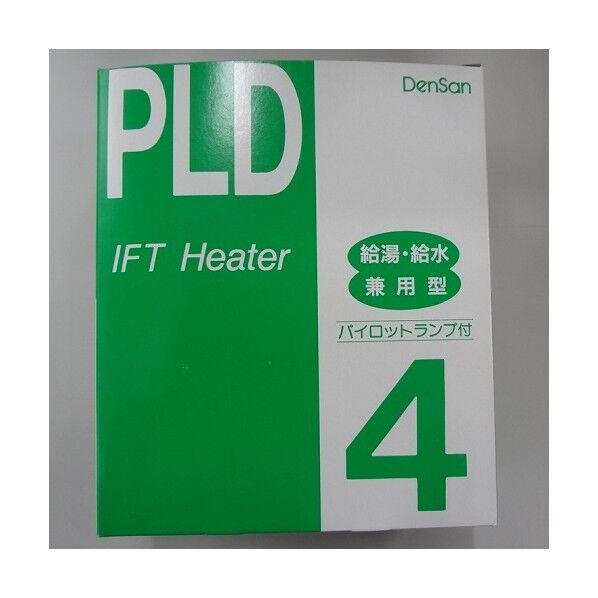 PLD
DenSan
IFT Heater
給湯・給水
兼用型
パイロットランプ付
4